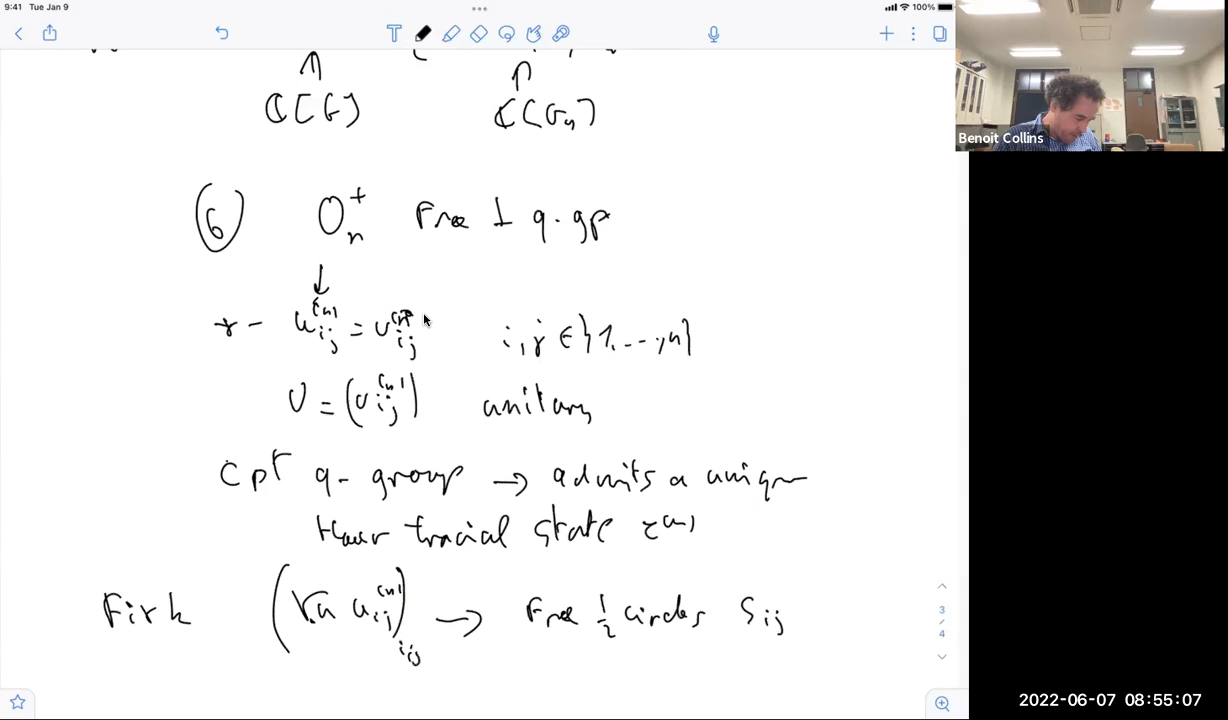 9:41 Tue Jan 9
100%
ℂ[G]
ℂ[Gₙ]
Benoit Collins
⑥ Oₙ⁺ Free ⊥ q. gp
* - u_{ij}^{(n)} = u_{ij}^{(n)*} i, j ∈ {1, ..., n}
U = (u_{ij}^{(n)}) unitary
Cpt q- group → admits a unique
Haar tracial state τ^{(n)}
(√n u_{ij}^{(n)})_{ij} → Free ½ circles S_{ij}
3
/
4
2022-06-07 08:55:07